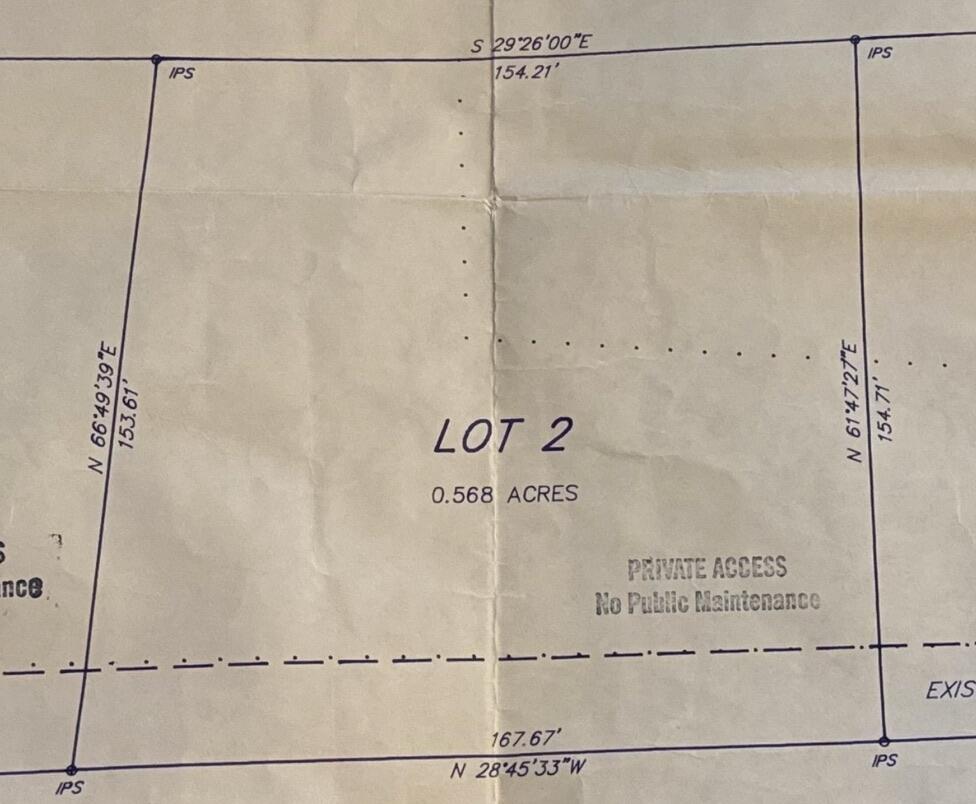 S 29°26'00"E
154.21'
IPS
IPS
N 66°49'39"E
153.61'
N 61°47'27"E
154.71'
LOT 2
0.568 ACRES
PRIVATE ACCESS
No Public Maintenance
S
nce
EXIS
167.67'
N 28°45'33"W
IPS
IPS